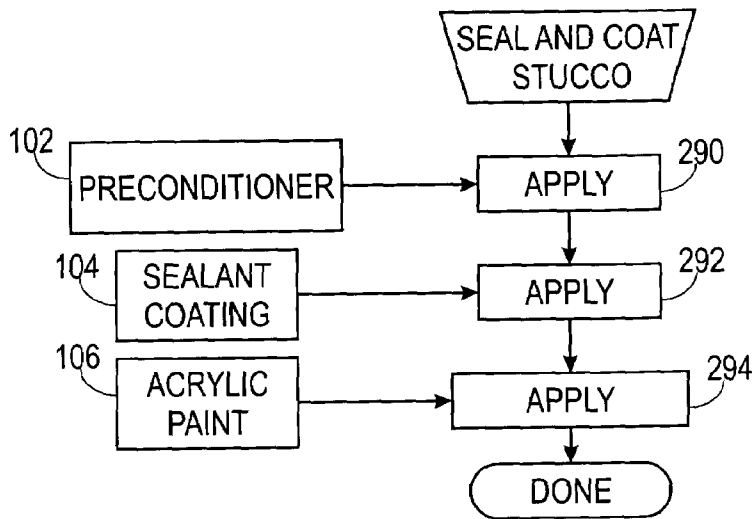 SEAL AND COAT
STUCCO
102
PRECONDITIONER
APPLY
290
104
SEALANT
COATING
APPLY
292
106
ACRYLIC
PAINT
APPLY
294
DONE